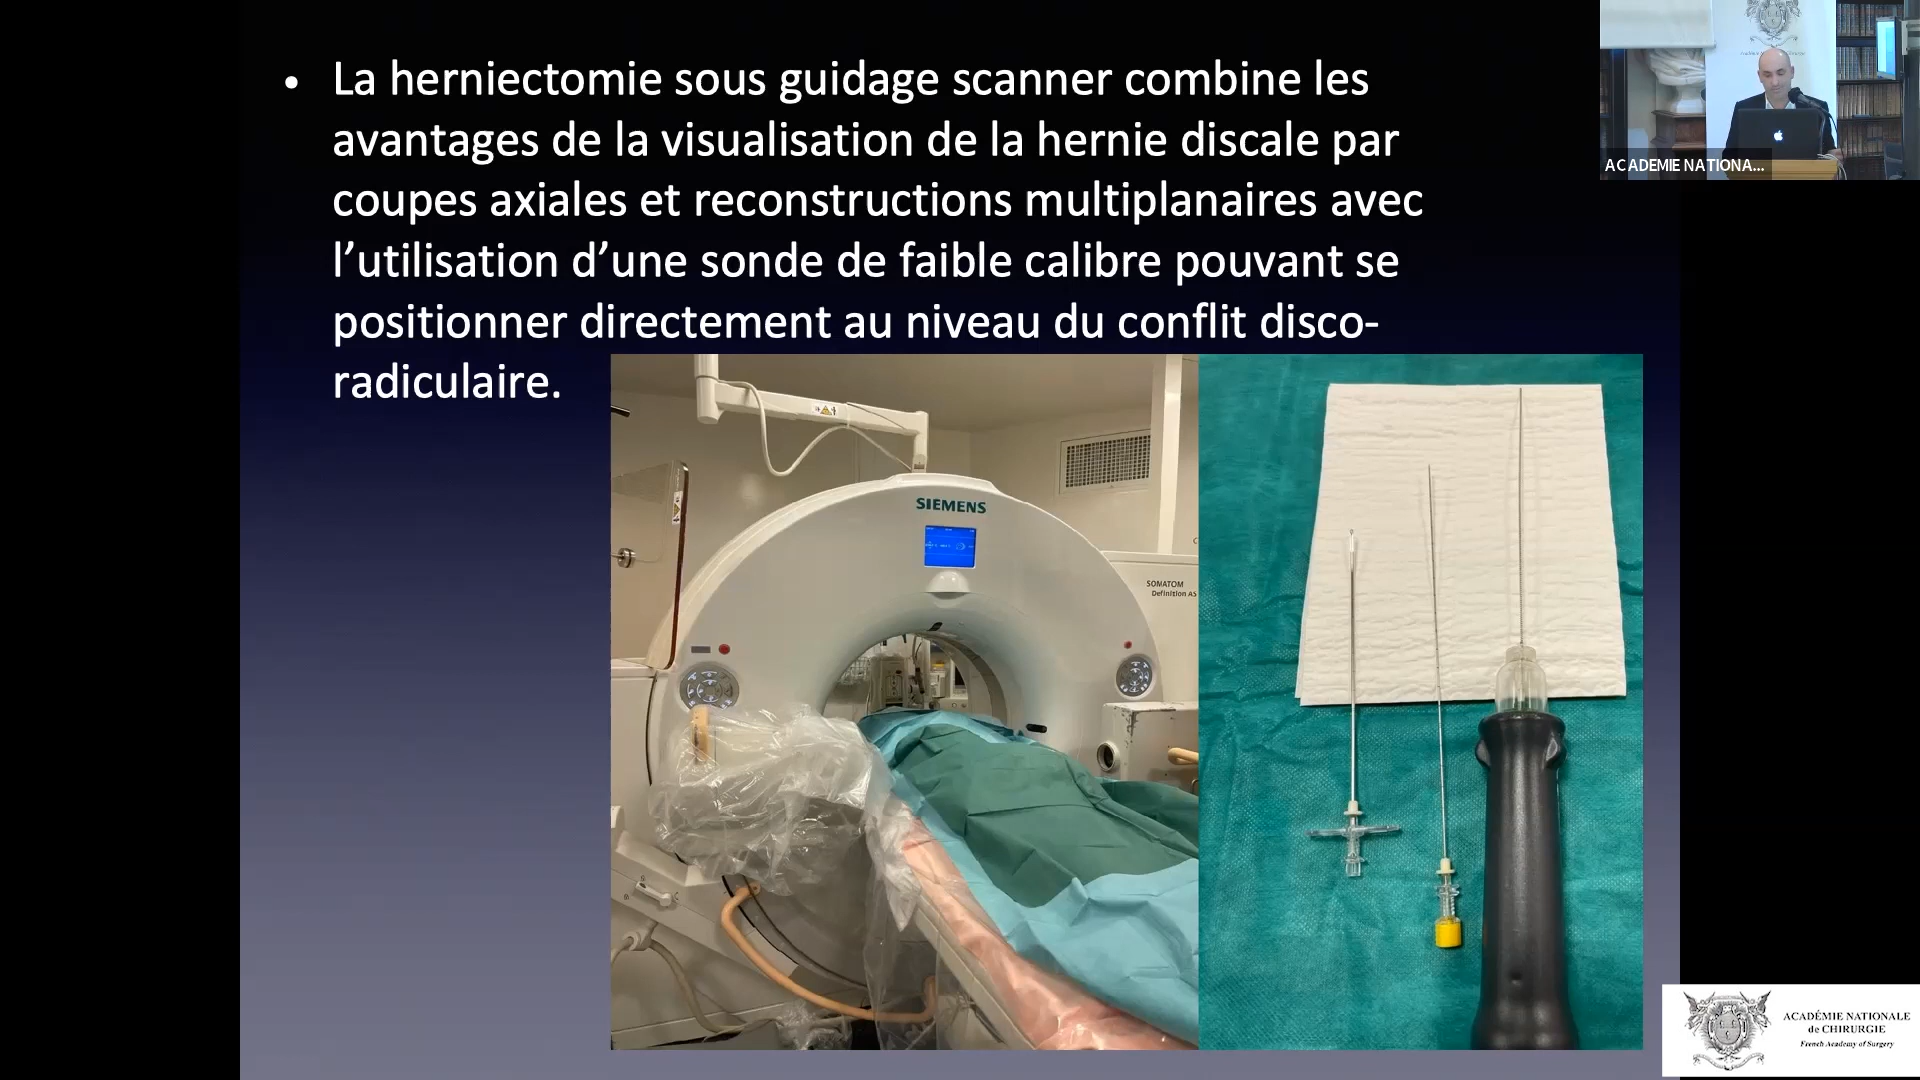 • La herniectomie sous guidage scanner combine les
avantages de la visualisation de la hernie discale par
coupes axiales et reconstructions multiplanaires avec
l’utilisation d’une sonde de faible calibre pouvant se
positionner directement au niveau du conflit disco-
radiculaire.
ACADEMIE NATIONA...
SIEMENS
SOMATOM
Definition AS
ACADÉMIE NATIONALE
de CHIRURGIE
French Academy of Surgery